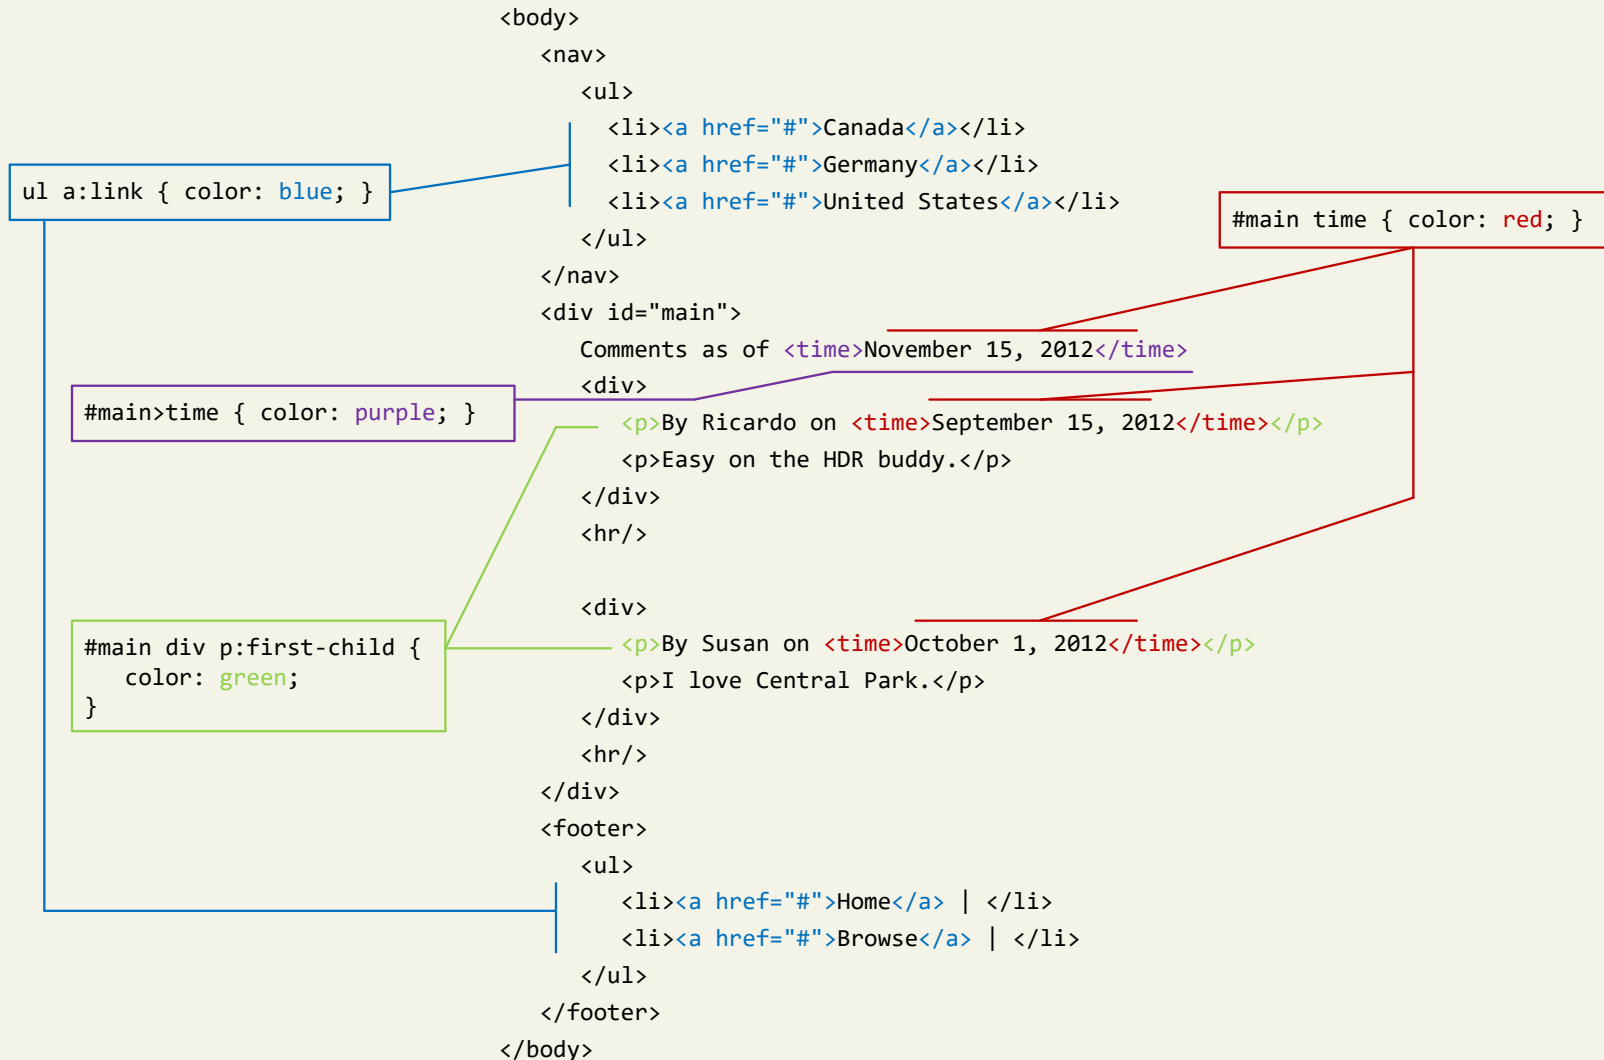 <body>
<nav>
<ul>
<li><a href="#">Canada</a></li>
<li><a href="#">Germany</a></li>
ul a:link { color: blue; }
<li><a href="#">United States</a></li>
#main time { color: red; }
</ul>
</nav>
<div id="main">
Comments as of <time>November 15, 2012</time>
<div>
#main>time { color: purple; }
<p>By Ricardo on <time>September 15, 2012</time></p>
<p>Easy on the HDR buddy.</p>
</div>
<hr/>
<div>
#main div p:first-child {
color: green;
}
<p>By Susan on <time>October 1, 2012</time></p>
<p>I love Central Park.</p>
</div>
<hr/>
</div>
<footer>
<ul>
<li><a href="#">Home</a> | </li>
<li><a href="#">Browse</a> | </li>
</ul>
</footer>
</body>